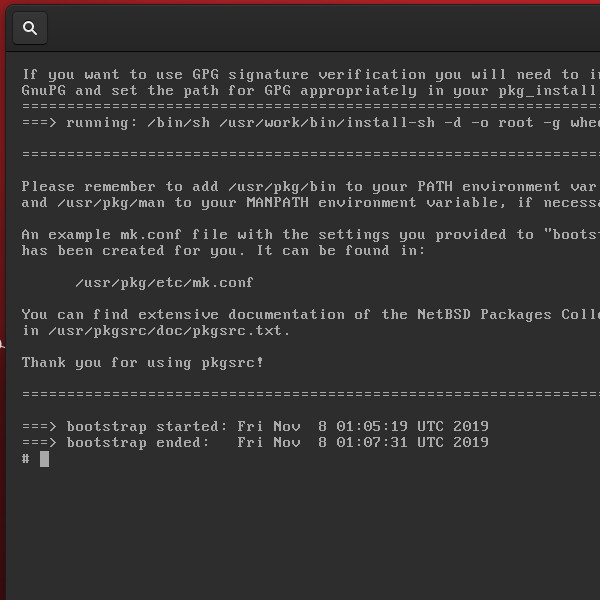 If you want to use GPG signature verification you will need to
GnuPG and set the path for GPG appropriately in your pkg_install
================================================================
===> running: /bin/sh /usr/work/bin/install-sh -d -o root -g
================================================================
Please remember to add /usr/pkg/bin to your PATH environment
and /usr/pkg/man to your MANPATH environment variable, if
An example mk.conf file with the settings you provided to
has been created for you. It can be found in:
/usr/pkg/etc/mk.conf
You can find extensive documentation of the NetBSD Packages
in /usr/pkgsrc/doc/pkgsrc.txt.
Thank you for using pkgsrc!
================================================================
===> bootstrap started: Fri Nov  8 01:05:19 UTC 2019
===> bootstrap ended:   Fri Nov  8 01:07:31 UTC 2019
#